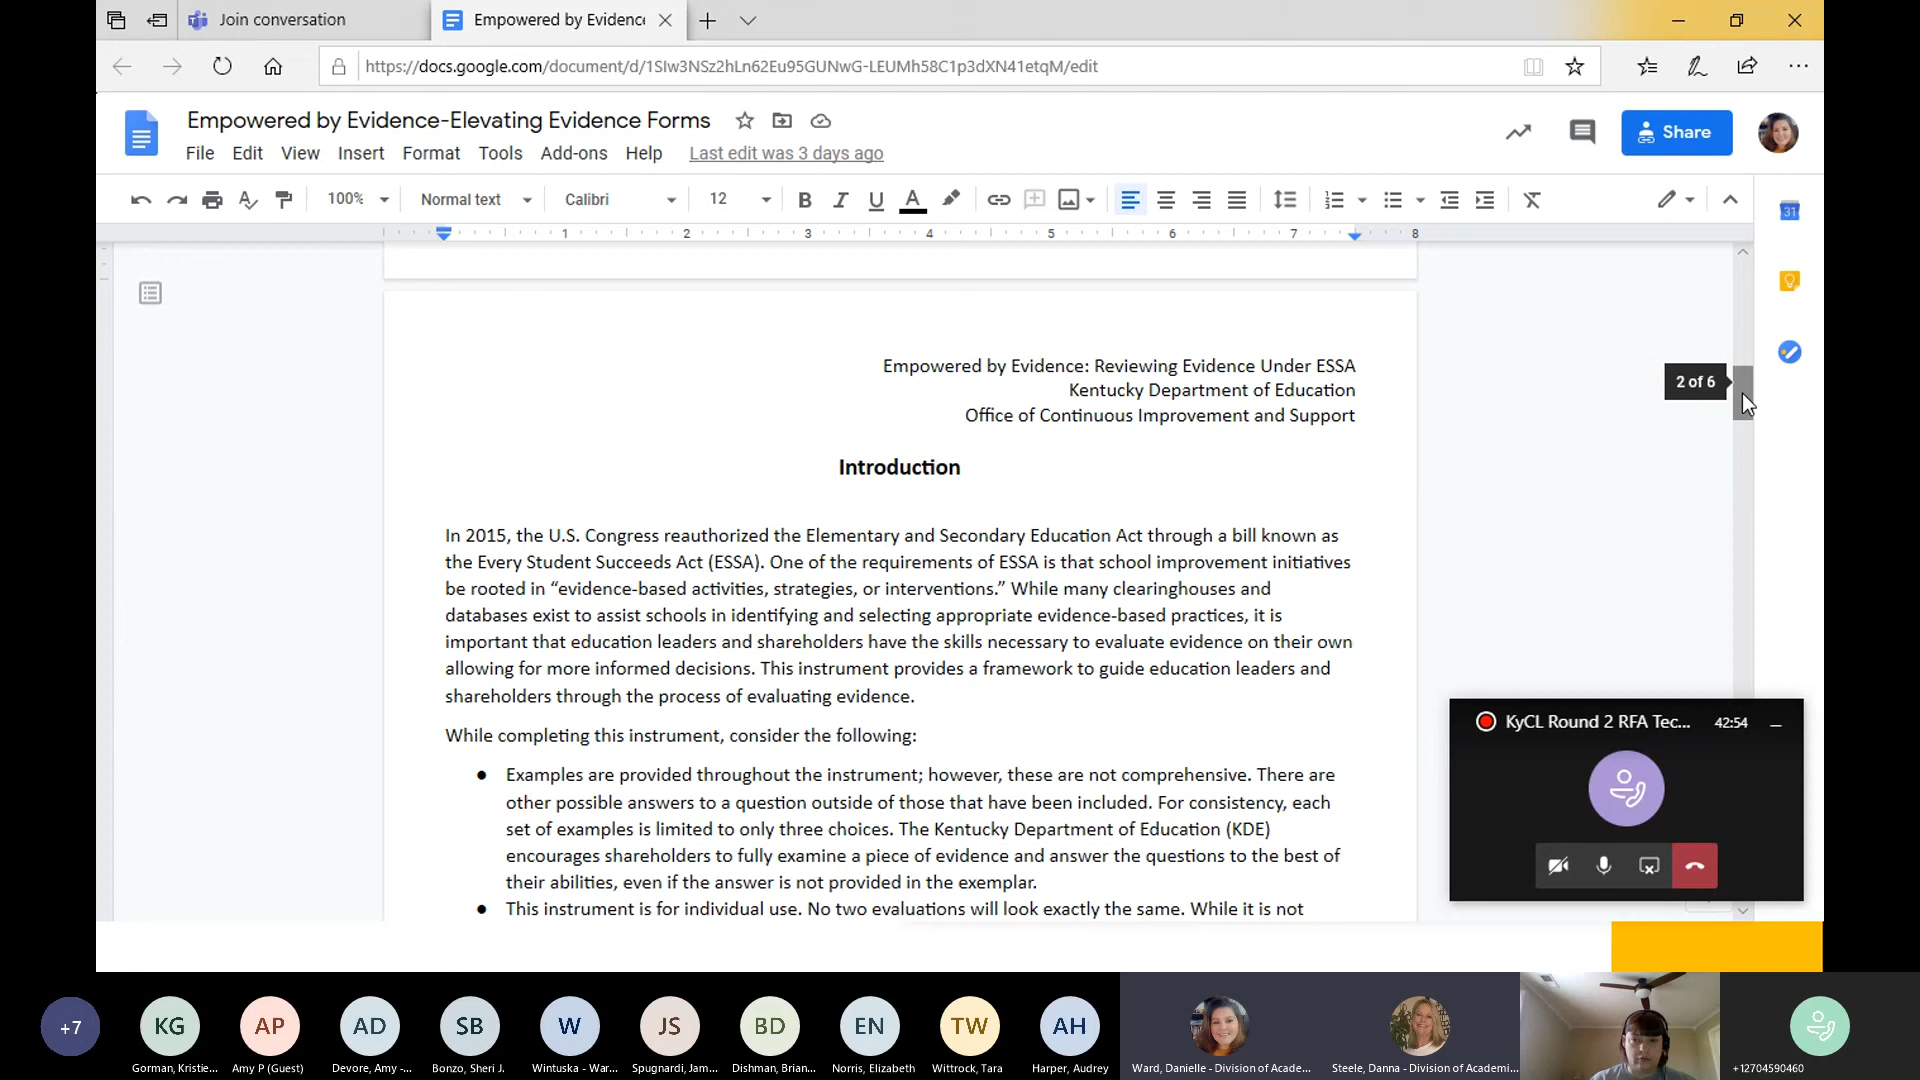 Join conversation
Empowered by Evidence
https://docs.google.com/document/d/1SIw3NSz2hLn62Eu95GUNwG-LEUMh58C1p3dXN41etqM/edit
Empowered by Evidence-Elevating Evidence Forms
Share
File Edit View Insert Format Tools Add-ons Help Last edit was 3 days ago
100% Normal text Calibri 12 B I U A
31
1 2 3 4 5 6 7 8
Empowered by Evidence: Reviewing Evidence Under ESSA
Kentucky Department of Education
2 of 6
Office of Continuous Improvement and Support
Introduction
In 2015, the U.S. Congress reauthorized the Elementary and Secondary Education Act through a bill known as
the Every Student Succeeds Act (ESSA). One of the requirements of ESSA is that school improvement initiatives
be rooted in “evidence-based activities, strategies, or interventions.” While many clearinghouses and
databases exist to assist schools in identifying and selecting appropriate evidence-based practices, it is
important that education leaders and shareholders have the skills necessary to evaluate evidence on their own
allowing for more informed decisions. This instrument provides a framework to guide education leaders and
shareholders through the process of evaluating evidence.
While completing this instrument, consider the following:
● Examples are provided throughout the instrument; however, these are not comprehensive. There are
other possible answers to a question outside of those that have been included. For consistency, each
set of examples is limited to only three choices. The Kentucky Department of Education (KDE)
encourages shareholders to fully examine a piece of evidence and answer the questions to the best of
their abilities, even if the answer is not provided in the exemplar.
● This instrument is for individual use. No two evaluations will look exactly the same. While it is not
KyCL Round 2 RFA Tec... 42:54
+7 KG AP AD SB W JS BD EN TW AH
Gorman, Kristie... Amy P (Guest) Devore, Amy -... Bonzo, Sheri J. Wintuska - War... Spugnardi, Jam... Dishman, Brian... Norris, Elizabeth Wittrock, Tara Harper, Audrey Ward, Danielle - Division of Acade... Steele, Danna - Division of Academi... +12704590460